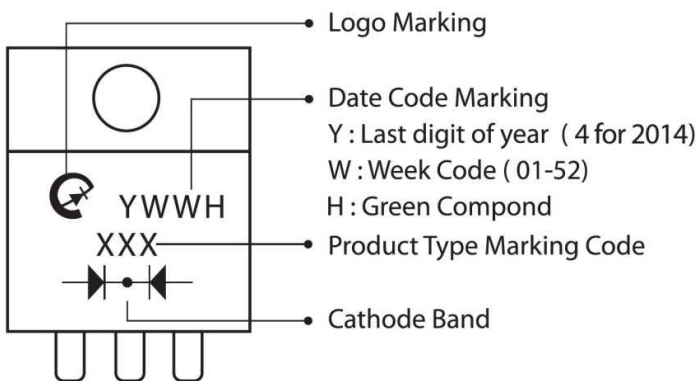 Logo Marking
Date Code Marking
Y : Last digit of year ( 4 for 2014)
W : Week Code ( 01-52)
H : Green Compond
YWWH
XXX
Product Type Marking Code
Cathode Band